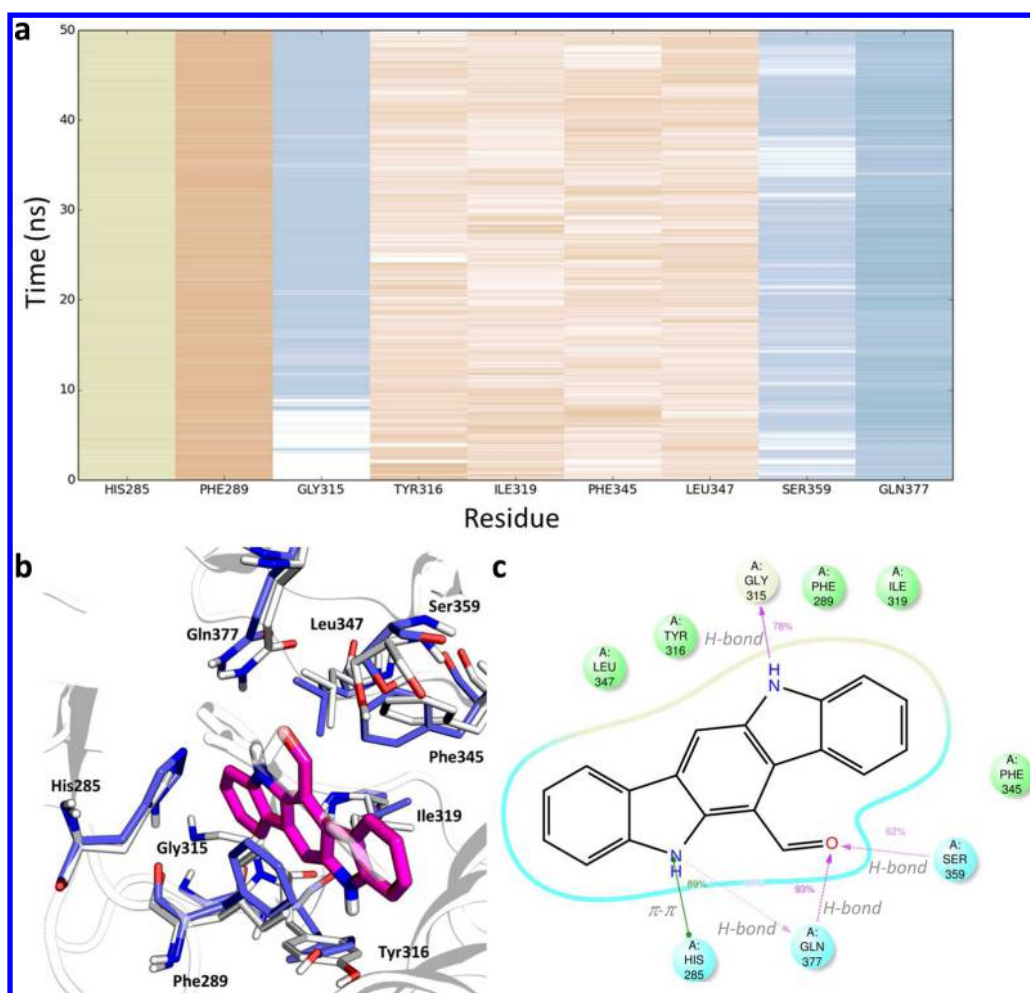 a
50
40
30
20
10
0
Time (ns)
HIS285 PHE289 GLY315 TYR316 ILE319 PHE345 LEU347 SER359 GLN377
Residue
b
Gln377
Leu347
Ser359
Phe345
His285
Ile319
Gly315
Tyr316
Phe289
c
A:
GLY
315
A:
PHE
289
A:
ILE
319
A:
TYR
316
A:
LEU
347
78%
H-bond
H
N
A:
PHE
345
O
62%
H-bond
A:
SER
359
N
H
89%
93%
π-π
H-bond
H-bond
A:
HIS
285
A:
GLN
377